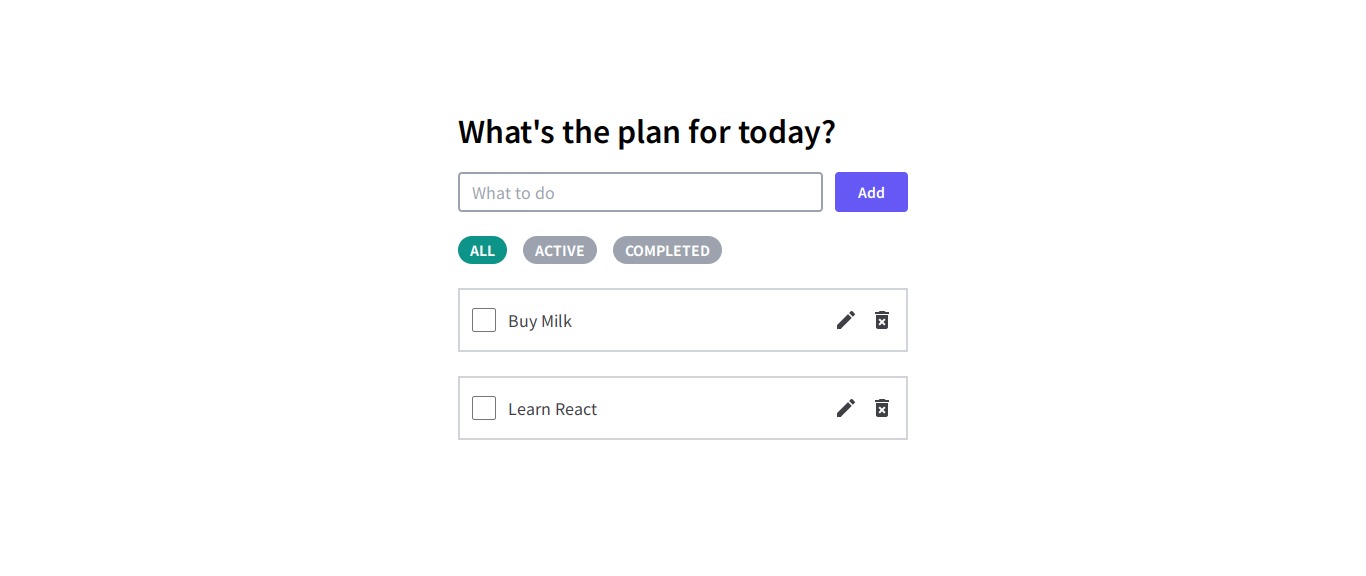 What's the plan for today?
What to do Add
ALL ACTIVE COMPLETED
Buy Milk
Learn React